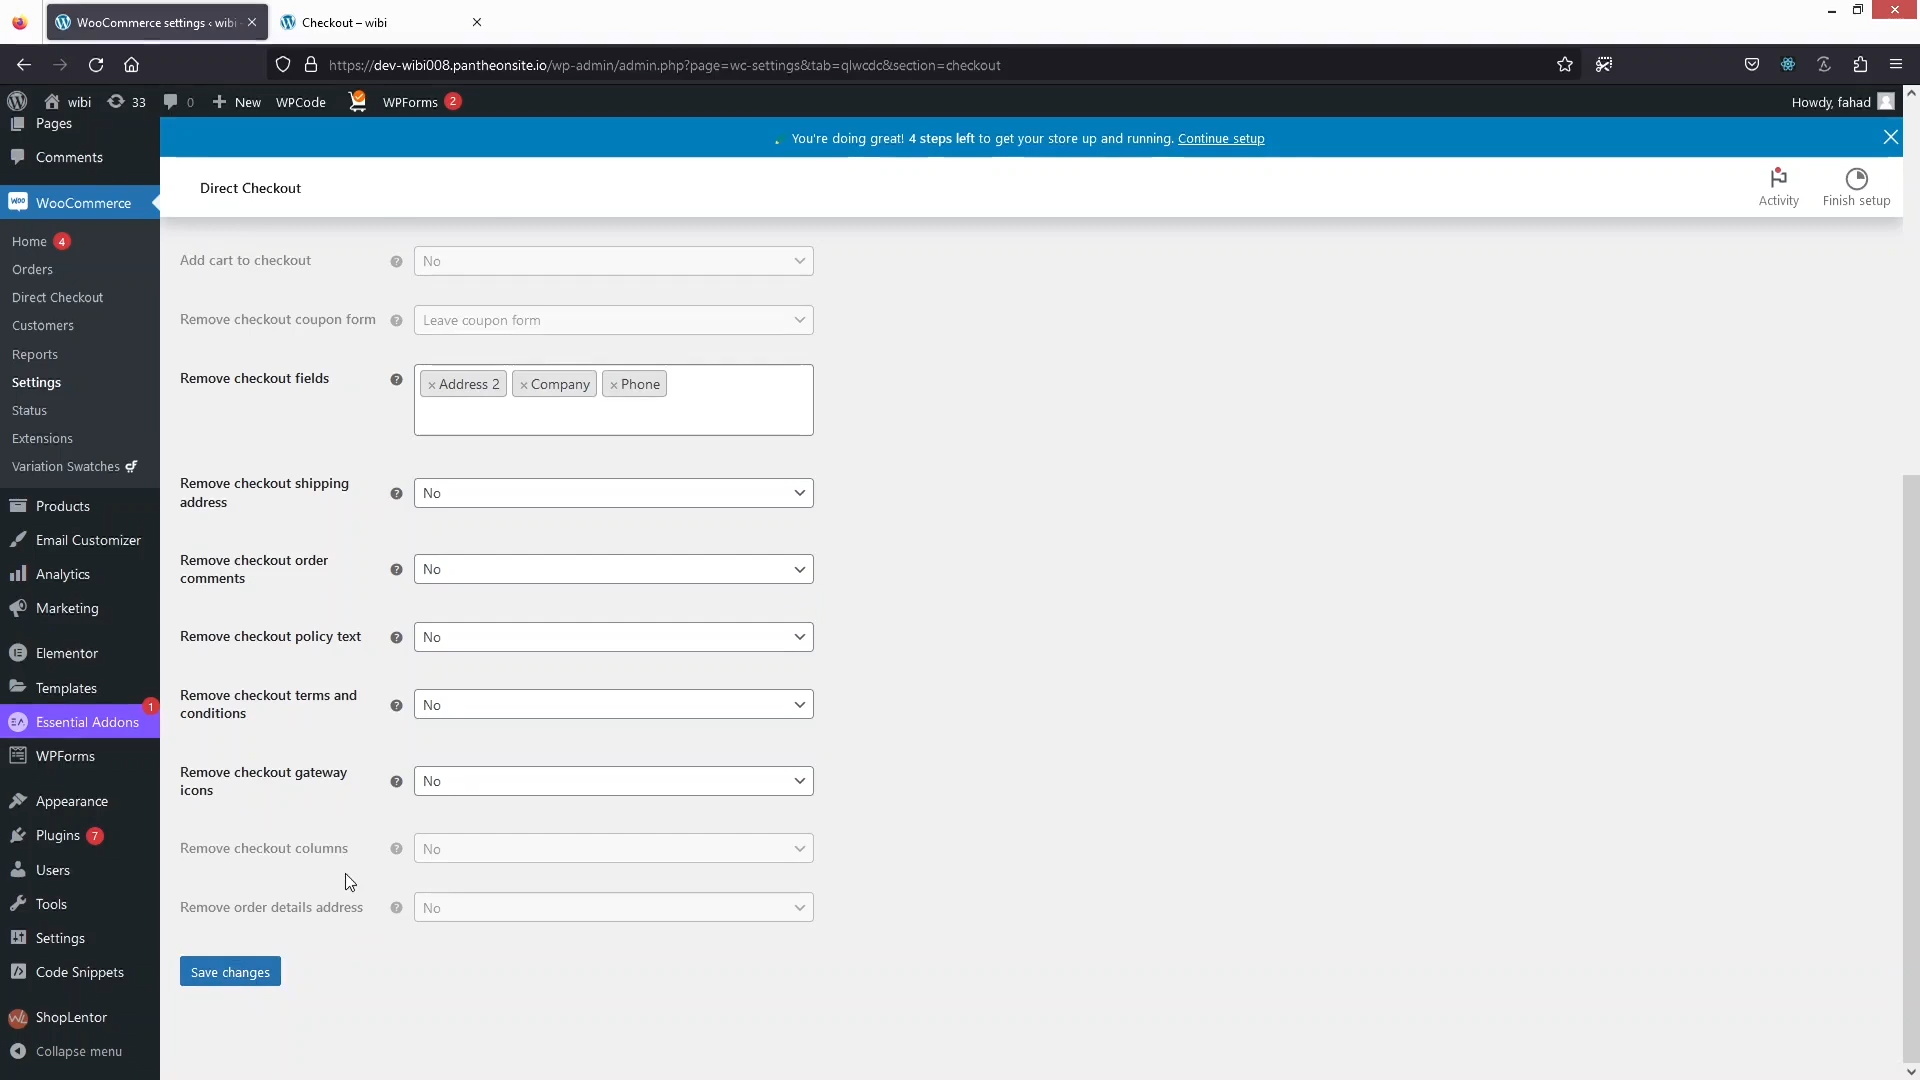 WooCommerce settings ‹ wibi
Checkout – wibi
https://dev-wibi008.pantheonsite.io/wp-admin/admin.php?page=wc-settings&tab=qlwcdc&section=checkout
wibi
33
0
New
WPCode
WPForms
2
Howdy, fahad
Pages
Comments
WOO
WooCommerce
Home 4
Orders
Direct Checkout
Customers
Reports
Settings
Status
Extensions
Variation Swatches
Products
Email Customizer
Analytics
Marketing
Elementor
Templates
Essential Addons
1
WPForms
Appearance
Plugins 7
Users
Tools
Settings
Code Snippets
ShopLentor
Collapse menu
You're doing great! 4 steps left to get your store up and running. Continue setup
Direct Checkout
Activity
Finish setup
Add cart to checkout
No
Remove checkout coupon form
Leave coupon form
Remove checkout fields
× Address 2 × Company × Phone
Remove checkout shipping
address
No
Remove checkout order
comments
No
Remove checkout policy text
No
Remove checkout terms and
conditions
No
Remove checkout gateway
icons
No
Remove checkout columns
No
Remove order details address
No
Save changes